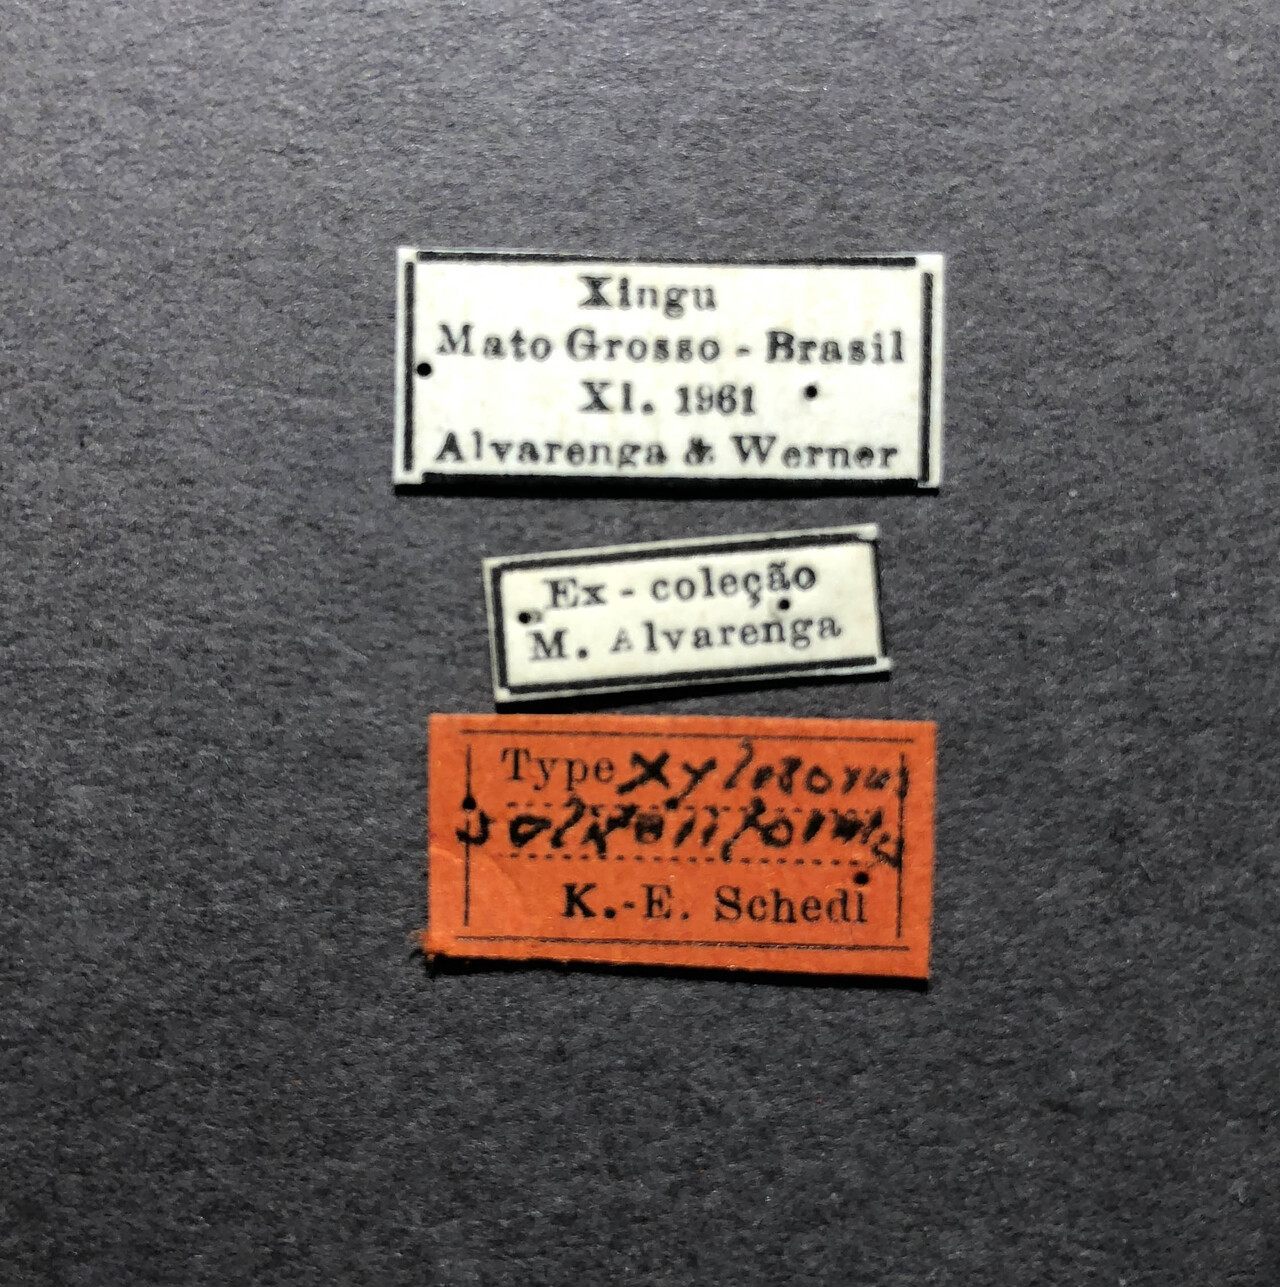 Xingu
Mato Grosso - Brasil
XI. 1961
Alvarenga & Werner
Ex - coleção
M. Alvarenga
Type Xyleborus
K.-E. Schedl